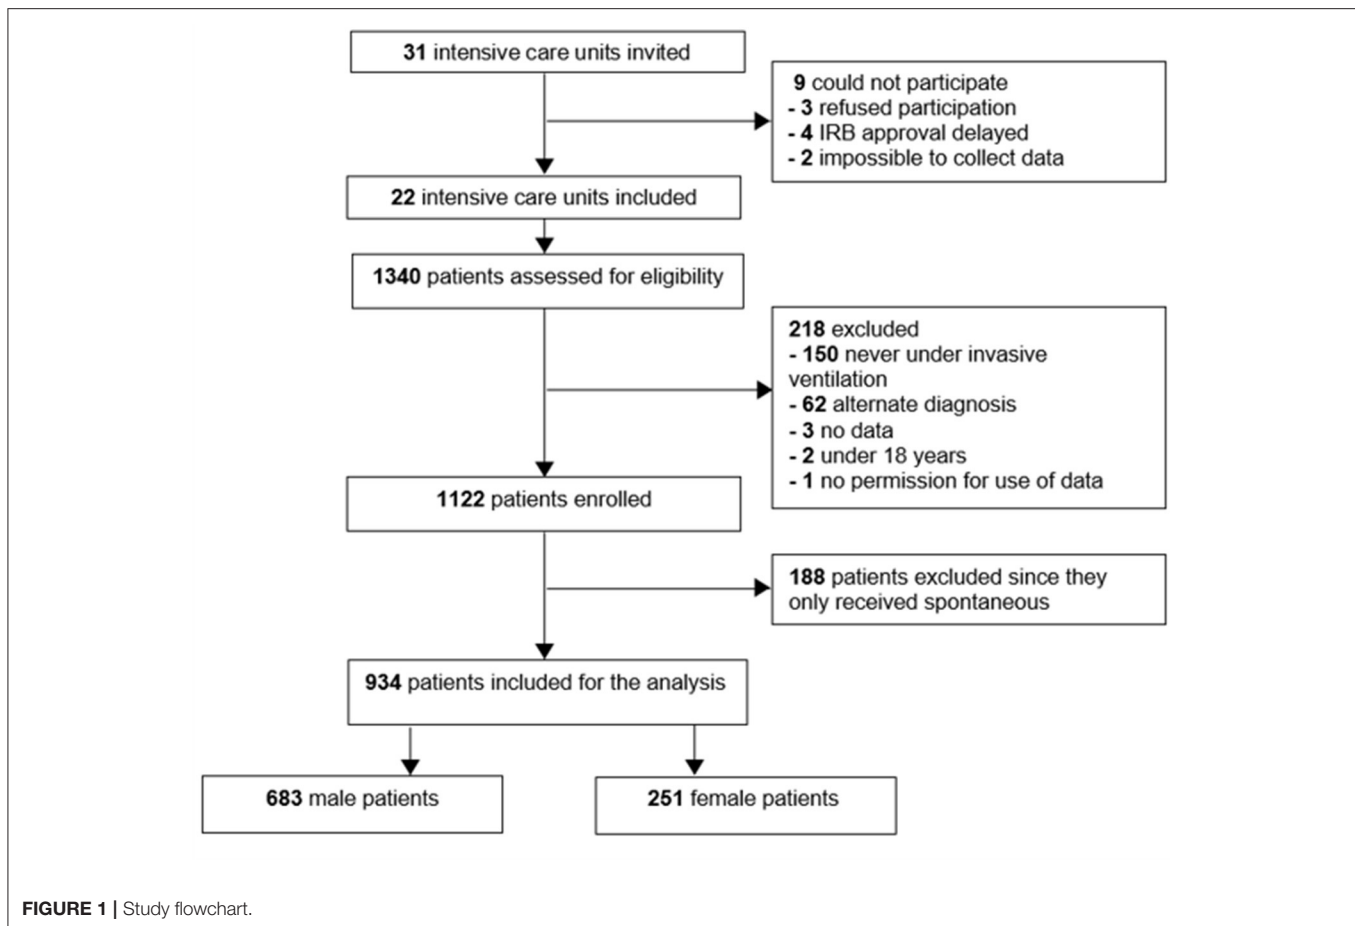 31 intensive care units invited
9 could not participate
- 3 refused participation
- 4 IRB approval delayed
- 2 impossible to collect data
22 intensive care units included
1340 patients assessed for eligibility
218 excluded
- 150 never under invasive
ventilation
- 62 alternate diagnosis
- 3 no data
- 2 under 18 years
- 1 no permission for use of data
1122 patients enrolled
188 patients excluded since they
only received spontaneous
934 patients included for the analysis
683 male patients
251 female patients
FIGURE 1 | Study flowchart.